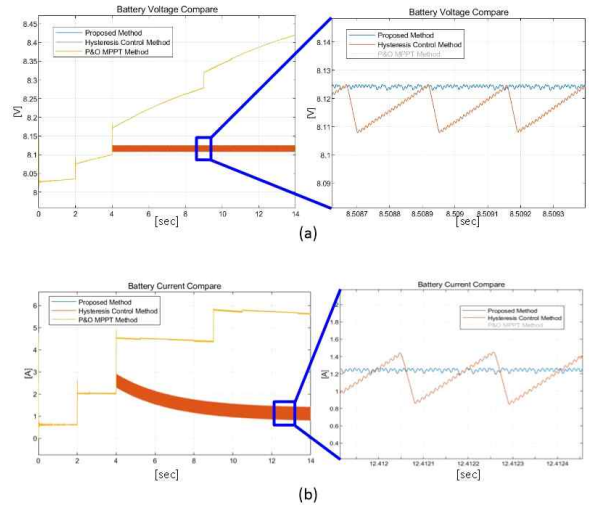 Battery Voltage Compare
Proposed Method
Hysteresis Control Method
P&O MPPT Method
8.45
8.4
8.35
8.3
8.25
8.2
8.15
8.1
8.05
8
[V]
0 2 4 6 8 10 12 14
[sec]
Battery Voltage Compare
Proposed Method
Hysteresis Control Method
P&O MPPT Method
8.14
8.13
8.12
8.11
8.1
8.09
[V]
8.5087 8.5088 8.5089 8.509 8.5091 8.5092 8.5093
[sec]
(a)
Battery Current Compare
Proposed Method
Hysteresis Control Method
P&O MPPT Method
6
5
4
3
2
1
0
[A]
0 2 4 6 8 10 12 14
[sec]
Battery Current Compare
Proposed Method
Hysteresis Control Method
P&O MPPT Method
2
1.8
1.6
1.4
1.2
1
0.8
0.6
0.4
[A]
12.412 12.4121 12.4122 12.4123 12.4124
[sec]
(b)